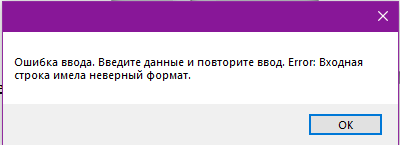 Ошибка ввода. Введите данные и повторите ввод. Error: Входная
строка имела неверный формат.
OK